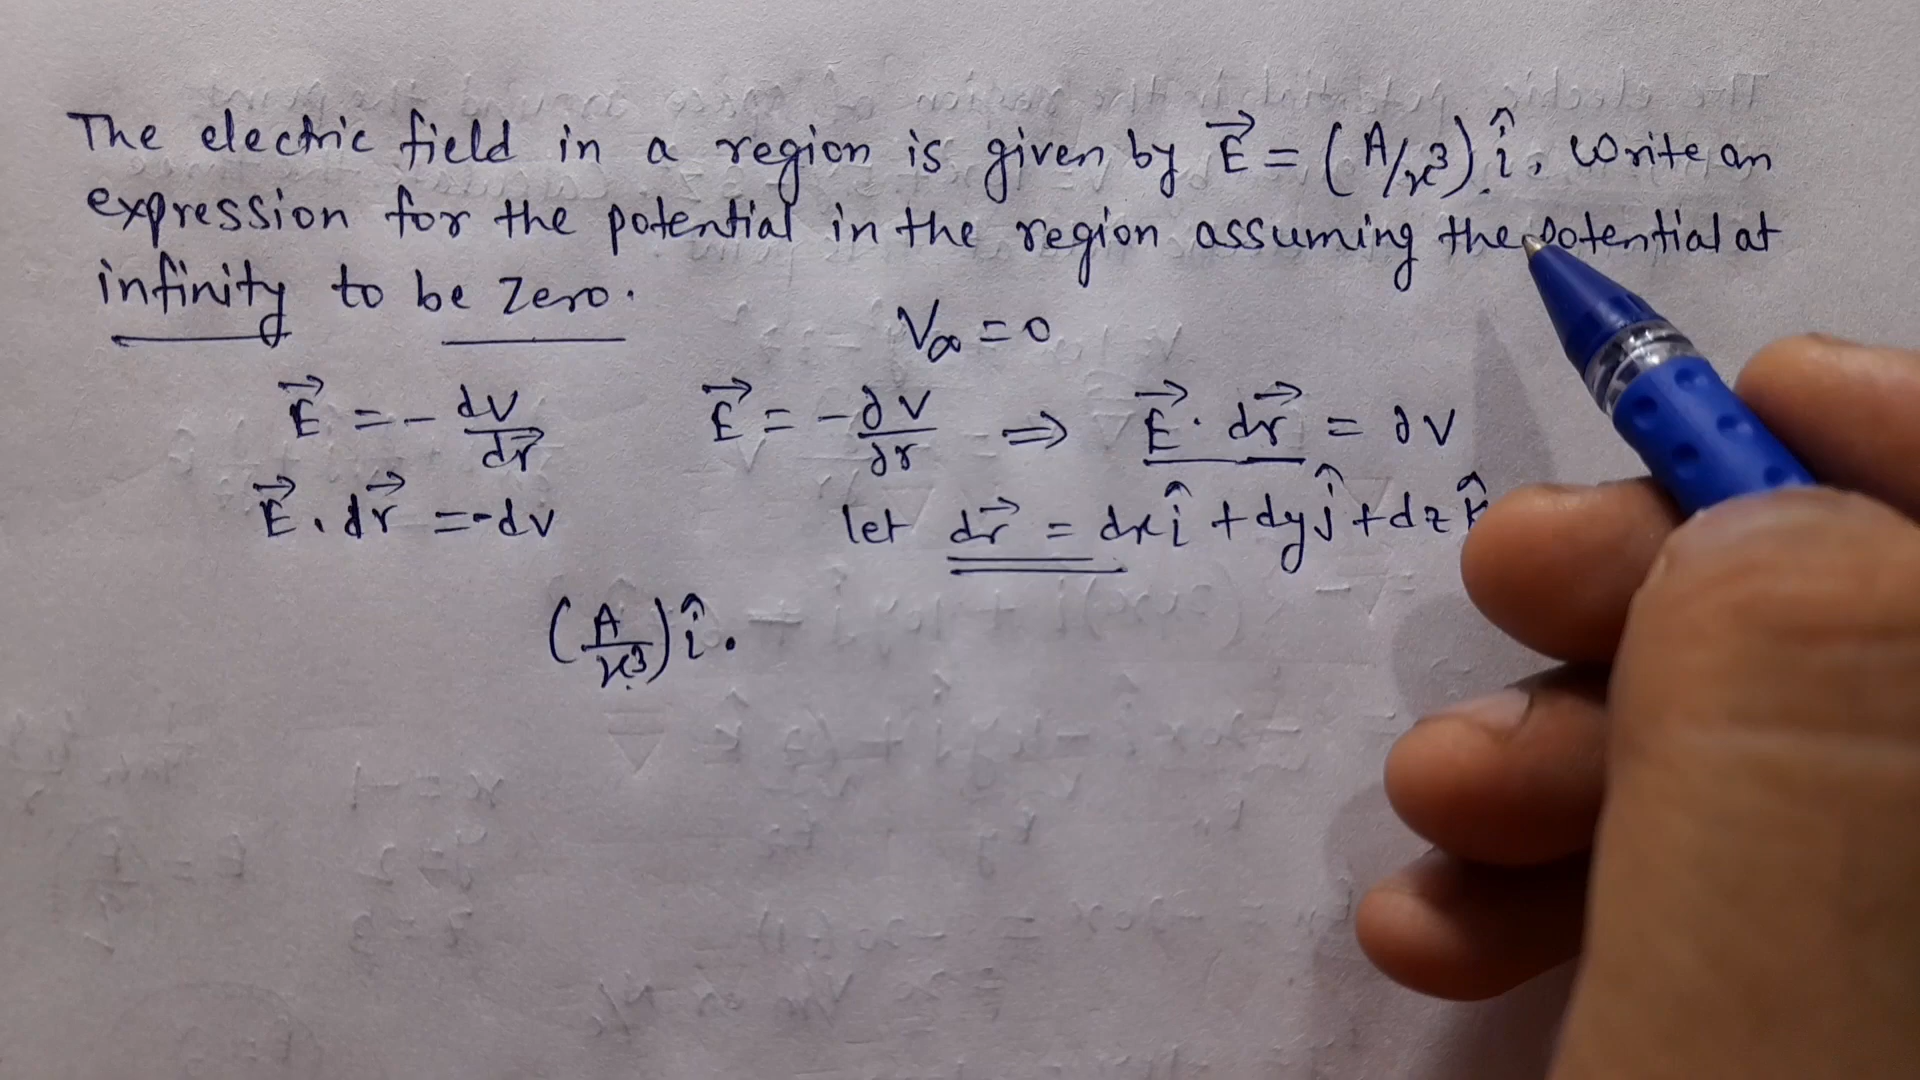 The electric field in a region is given by E⃗ = (A/x³) î. Write an
expression for the potential in the region assuming the potential at
infinity to be zero.
V∞ = 0
E⃗ = - dV/dr⃗    E⃗ = - ∂V/∂r ⇒ E⃗ · dr⃗ = ∂V
E⃗ . dr⃗ = - dv    let dr⃗ = dx î + dy ĵ + dz k̂
(A/x³) î .